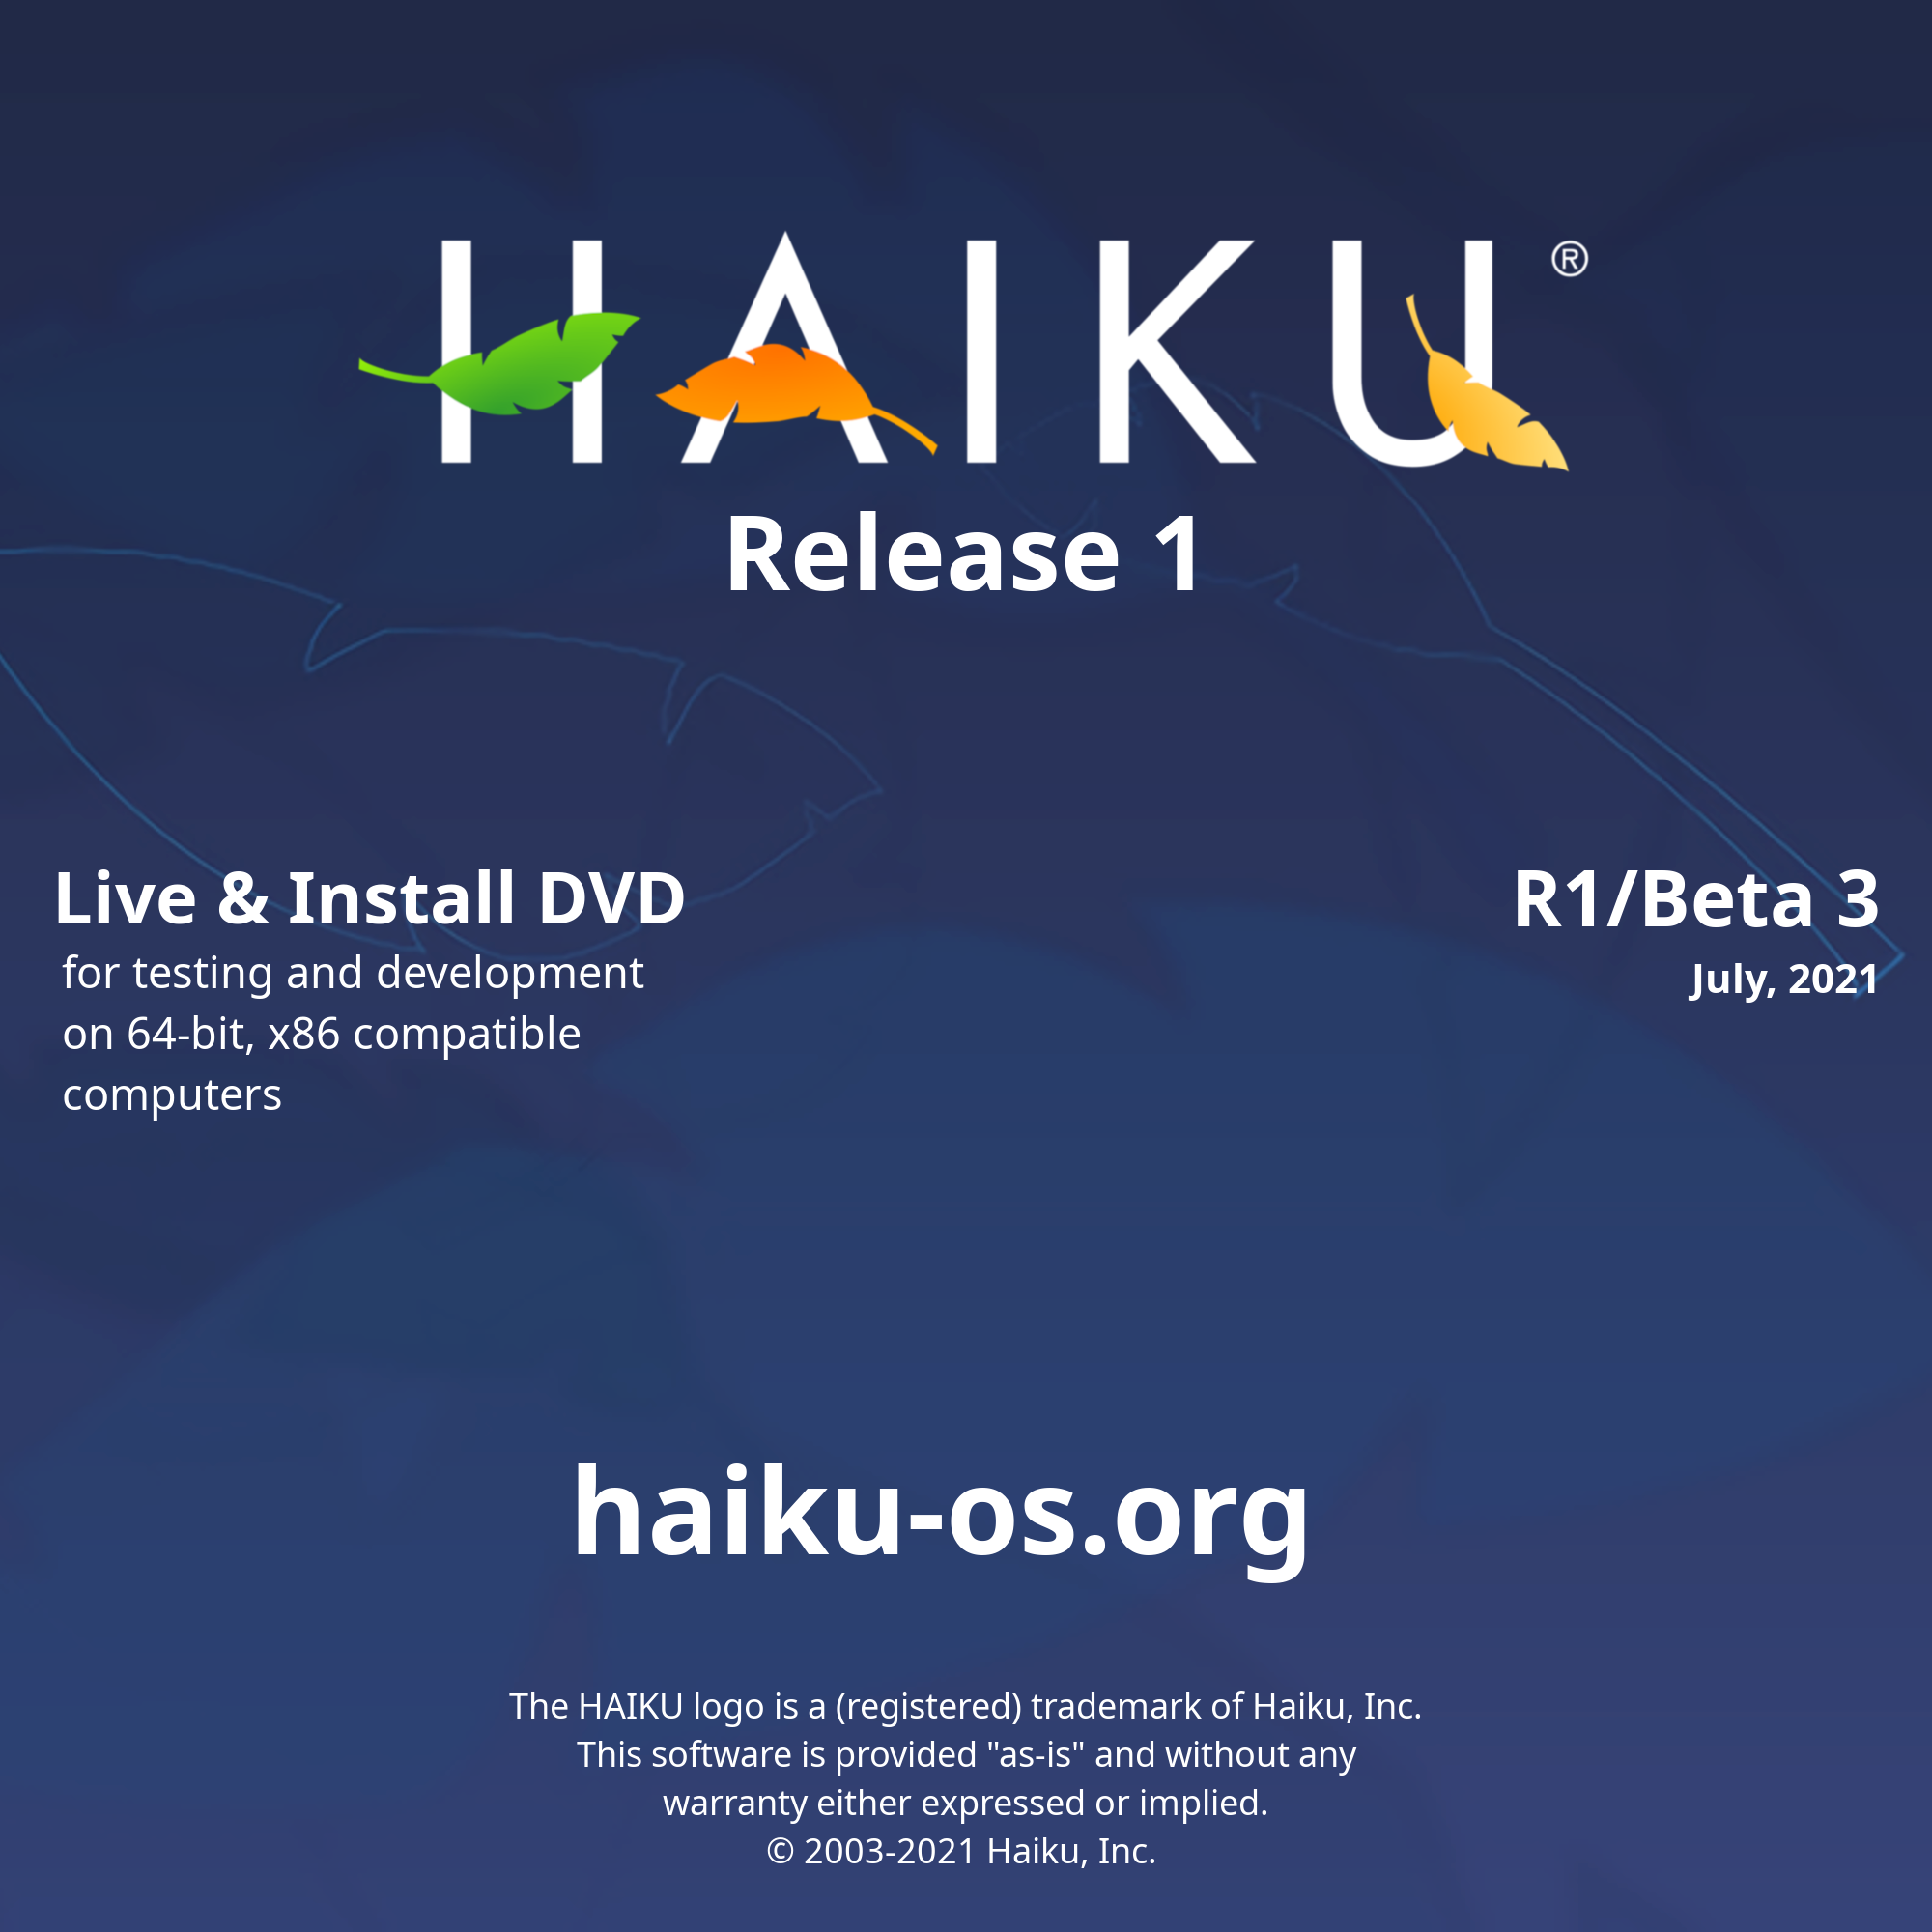 HAIKU®
Release 1
Live & Install DVD
for testing and development
on 64-bit, x86 compatible
computers
R1/Beta 3
July, 2021
haiku-os.org
The HAIKU logo is a (registered) trademark of Haiku, Inc.
This software is provided "as-is" and without any
warranty either expressed or implied.
© 2003-2021 Haiku, Inc.